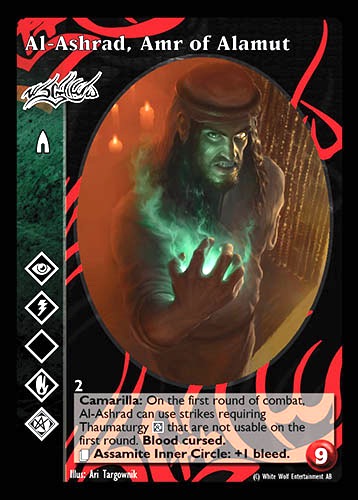 Al-Ashrad, Amr of Alamut
2
Camarilla: On the first round of combat,
Al-Ashrad can use strikes requiring
Thaumaturgy that are not usable on the
first round. Blood cursed.
Assamite Inner Circle: +1 bleed.
9
Illus: Ari Targownik
(C) White Wolf Entertainment AB